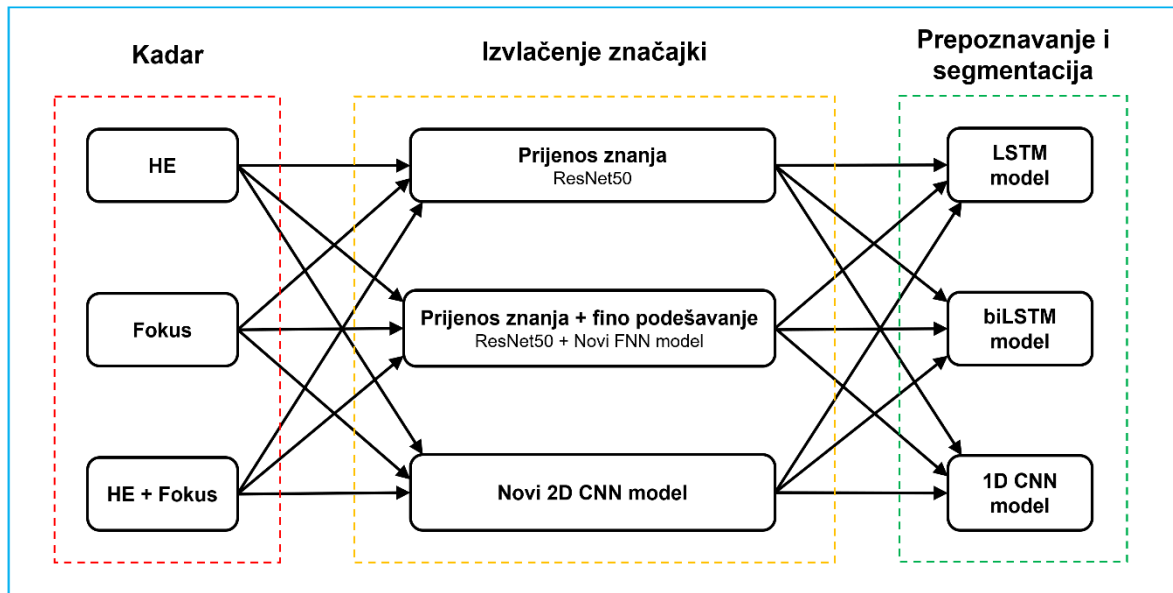 Kadar
Izvlačenje značajki
Prepoznavanje i
segmentacija
HE
Fokus
HE + Fokus
Prijenos znanja
ResNet50
Prijenos znanja + fino podešavanje
ResNet50 + Novi FNN model
Novi 2D CNN model
LSTM
model
biLSTM
model
1D CNN
model